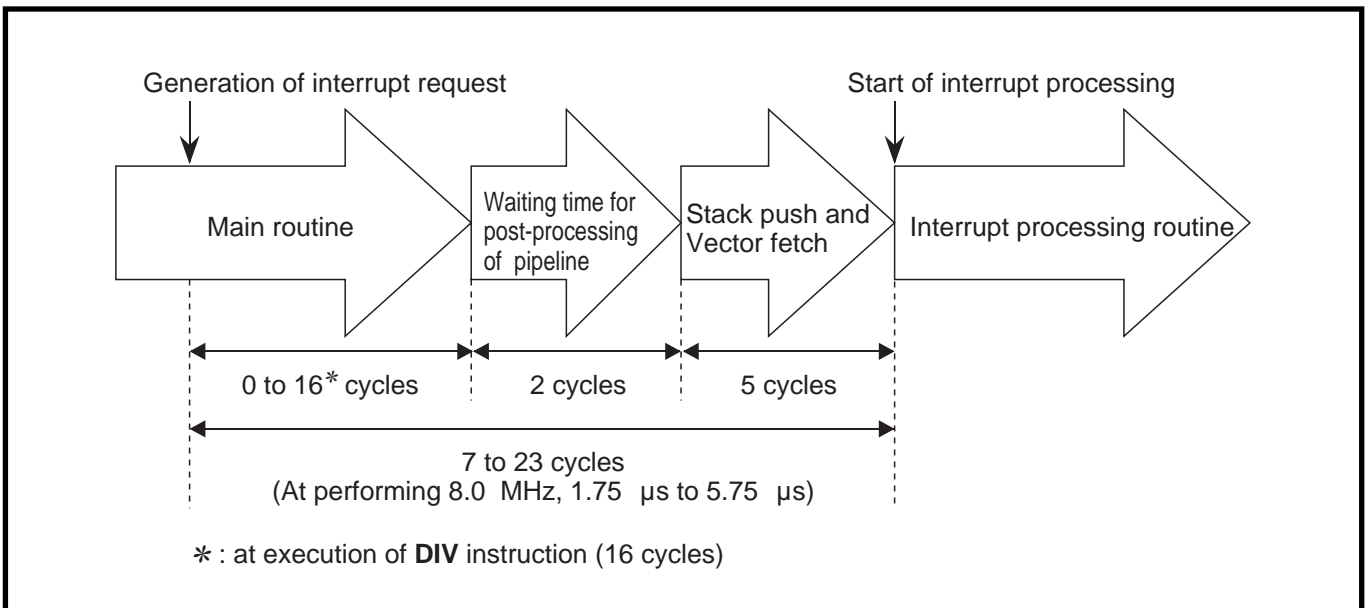 Generation of interrupt request
Start of interrupt processing
Main routine
Waiting time for
post-processing
of pipeline
Stack push and
Vector fetch
Interrupt processing routine
0 to 16* cycles
2 cycles
5 cycles
7 to 23 cycles
(At performing 8.0 MHz, 1.75 µs to 5.75 µs)
* : at execution of DIV instruction (16 cycles)